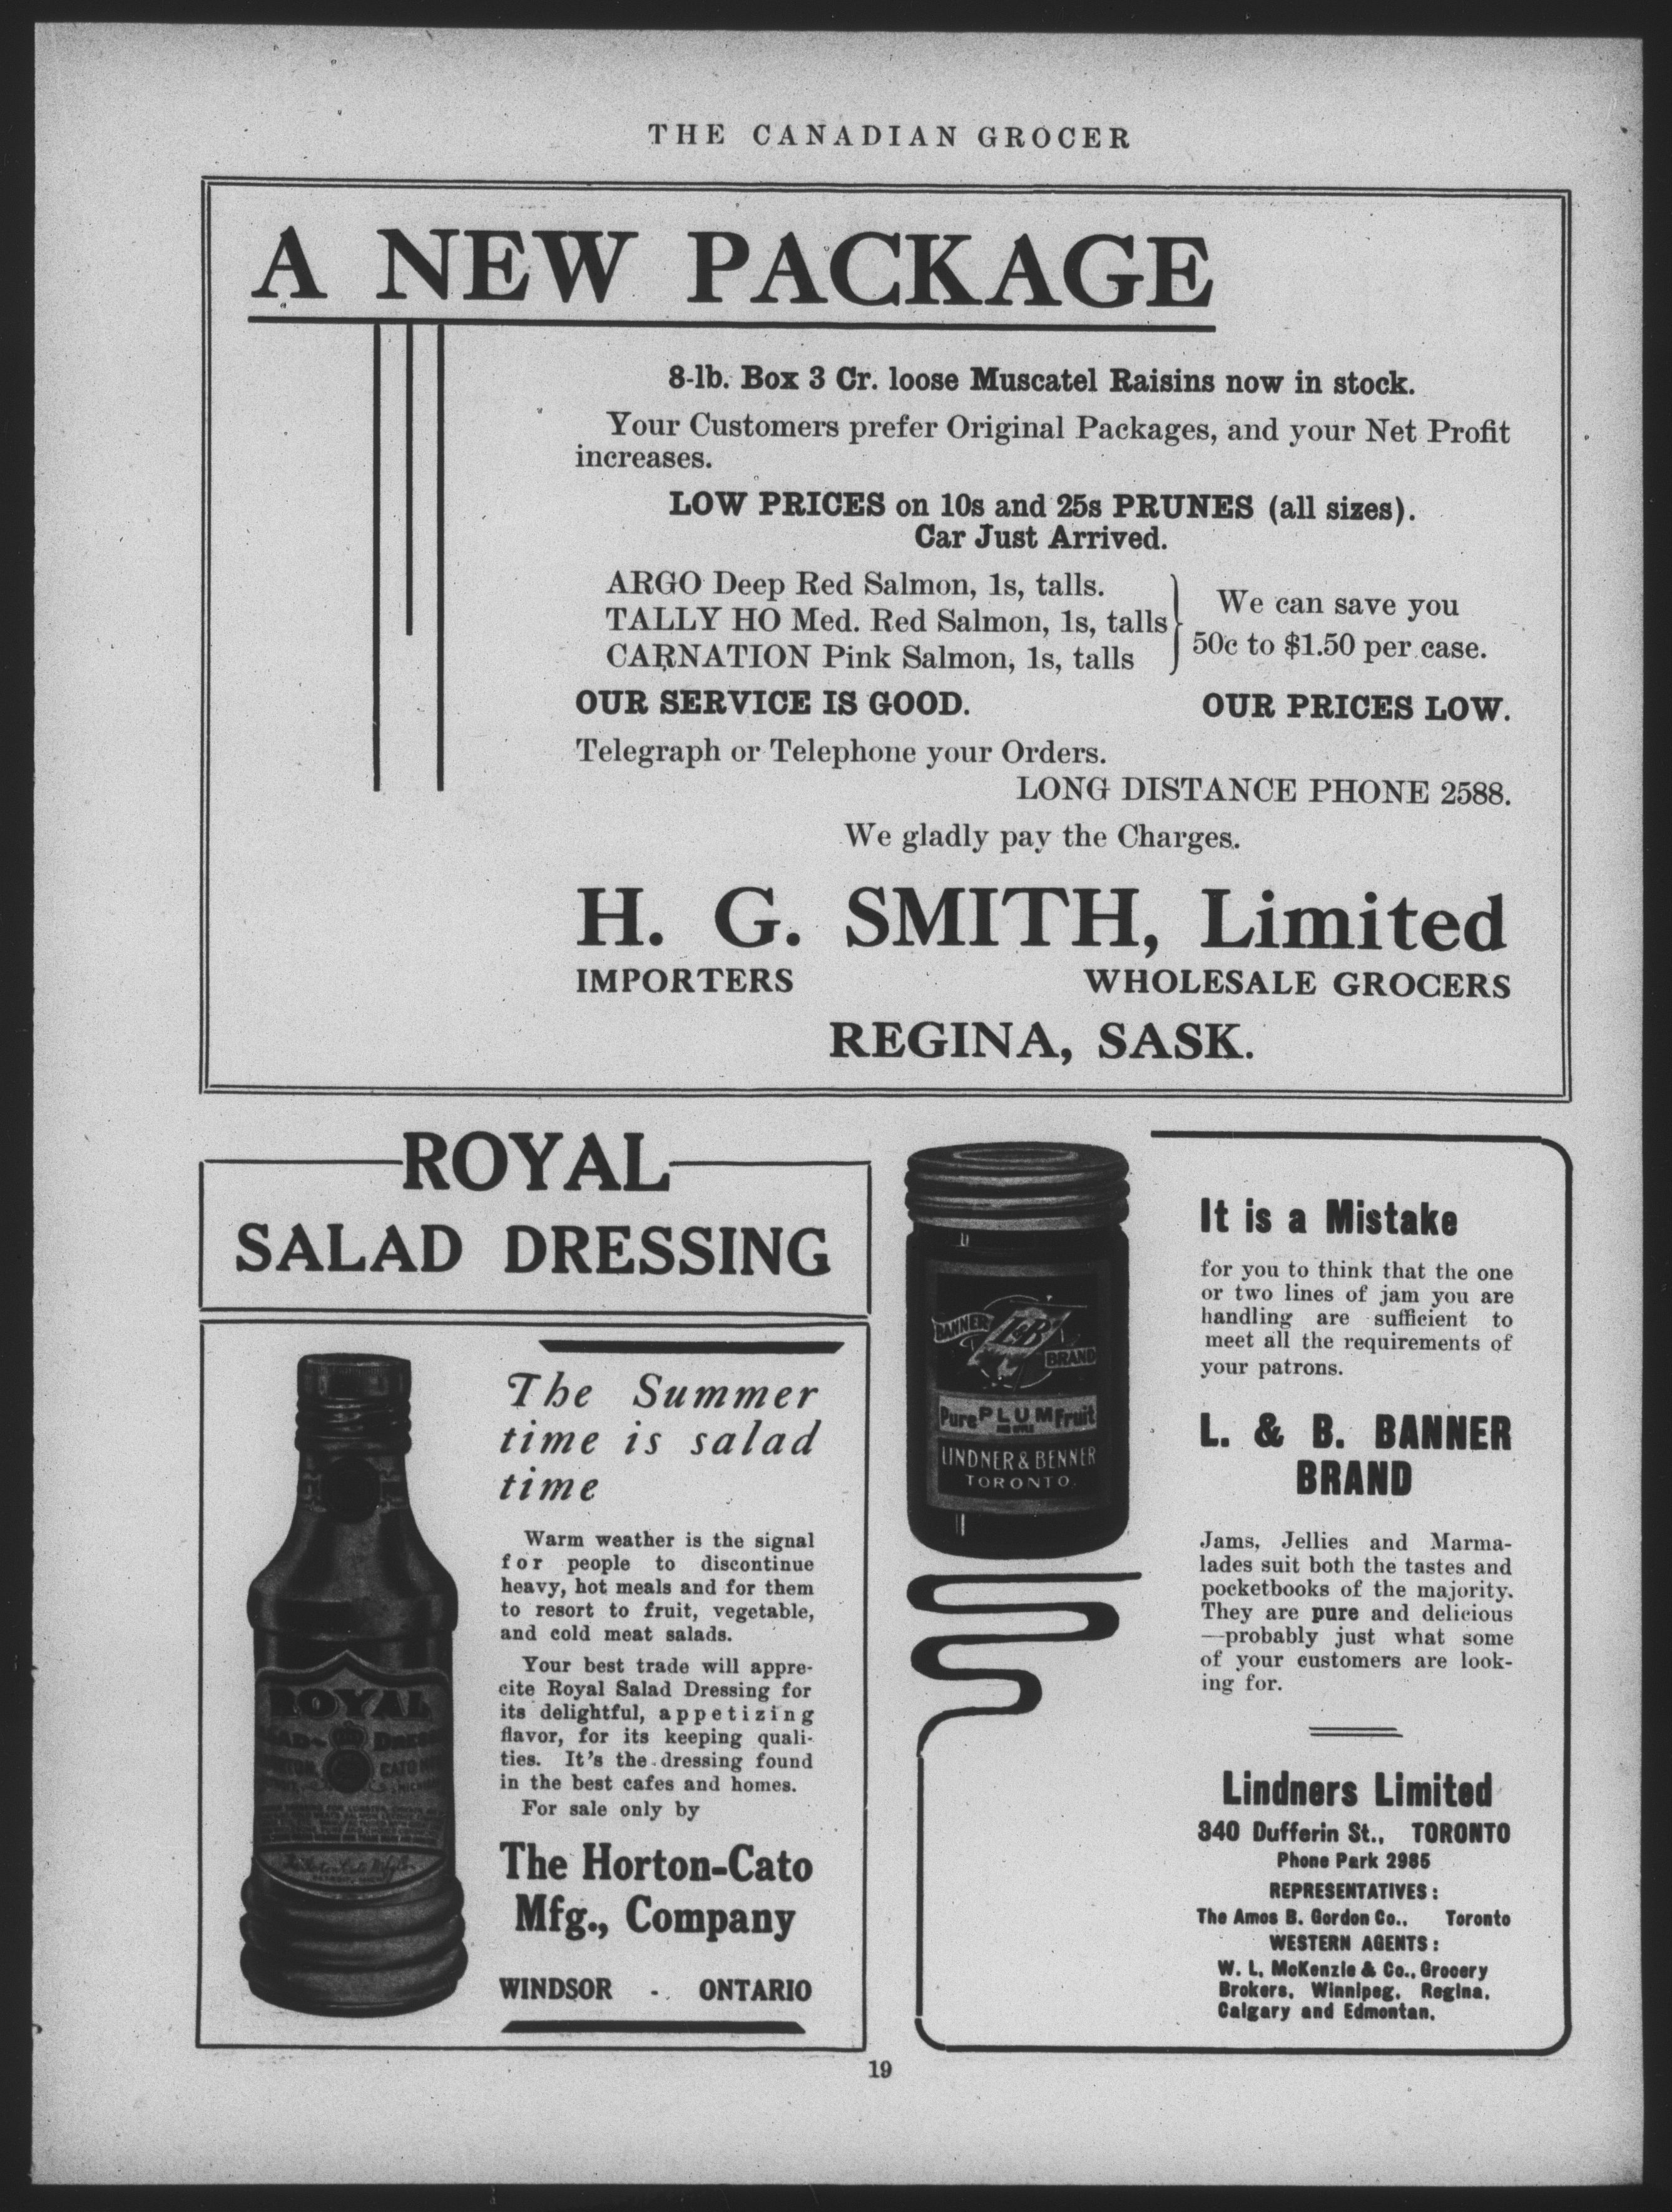 THE CANADIAN GROCER
A NEW PACKAGE
8-lb. Box 3 Cr. loose Muscatel Raisins now in stock.
Your Customers prefer Original Packages, and your Net Profit
increases.
LOW PRICES on 10s and 25s PRUNES (all sizes).
Car Just Arrived.
ARGO Deep Red Salmon, 1s, talls.
TALLY HO Med. Red Salmon, 1s, talls
CARNATION Pink Salmon, 1s, talls
We can save you
50c to $1.50 per case.
OUR SERVICE IS GOOD. OUR PRICES LOW.
Telegraph or Telephone your Orders.
LONG DISTANCE PHONE 2588.
We gladly pay the Charges.
H. G. SMITH, Limited
IMPORTERS WHOLESALE GROCERS
REGINA, SASK.
ROYAL
SALAD DRESSING
The Summer
time is salad
time
Warm weather is the signal
for people to discontinue
heavy, hot meals and for them
to resort to fruit, vegetable,
and cold meat salads.
Your best trade will appre-
cite Royal Salad Dressing for
its delightful, appetizing
flavor, for its keeping quali-
ties. It's the dressing found
in the best cafes and homes.
For sale only by
The Horton-Cato
Mfg., Company
WINDSOR - ONTARIO
ROYAL
BANNER
L&B
BRAND
Pure PLUM Fruit
LINDNER & BENNER
TORONTO.
It is a Mistake
for you to think that the one
or two lines of jam you are
handling are sufficient to
meet all the requirements of
your patrons.
L. & B. BANNER
BRAND
Jams, Jellies and Marma-
lades suit both the tastes and
pocketbooks of the majority.
They are pure and delicious
—probably just what some
of your customers are look-
ing for.
Lindners Limited
340 Dufferin St., TORONTO
Phone Park 2985
REPRESENTATIVES:
The Amos B. Gordon Co., Toronto
WESTERN AGENTS:
W. L. McKenzie & Co., Grocery
Brokers, Winnipeg, Regina,
Calgary and Edmontan.
19